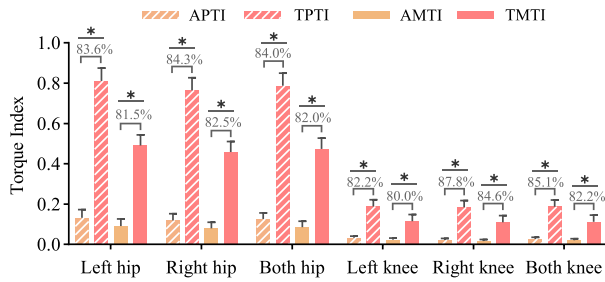 APTI TPTI AMTI TMTI
1.0
0.8
0.6
0.4
0.2
0.0
Torque Index
* * * * * * * * * * * *
83.6% 84.3% 84.0%
81.5% 82.5% 82.0%
82.2% 87.8% 85.1%
80.0% 84.6% 82.2%
Left hip Right hip Both hip Left knee Right knee Both knee